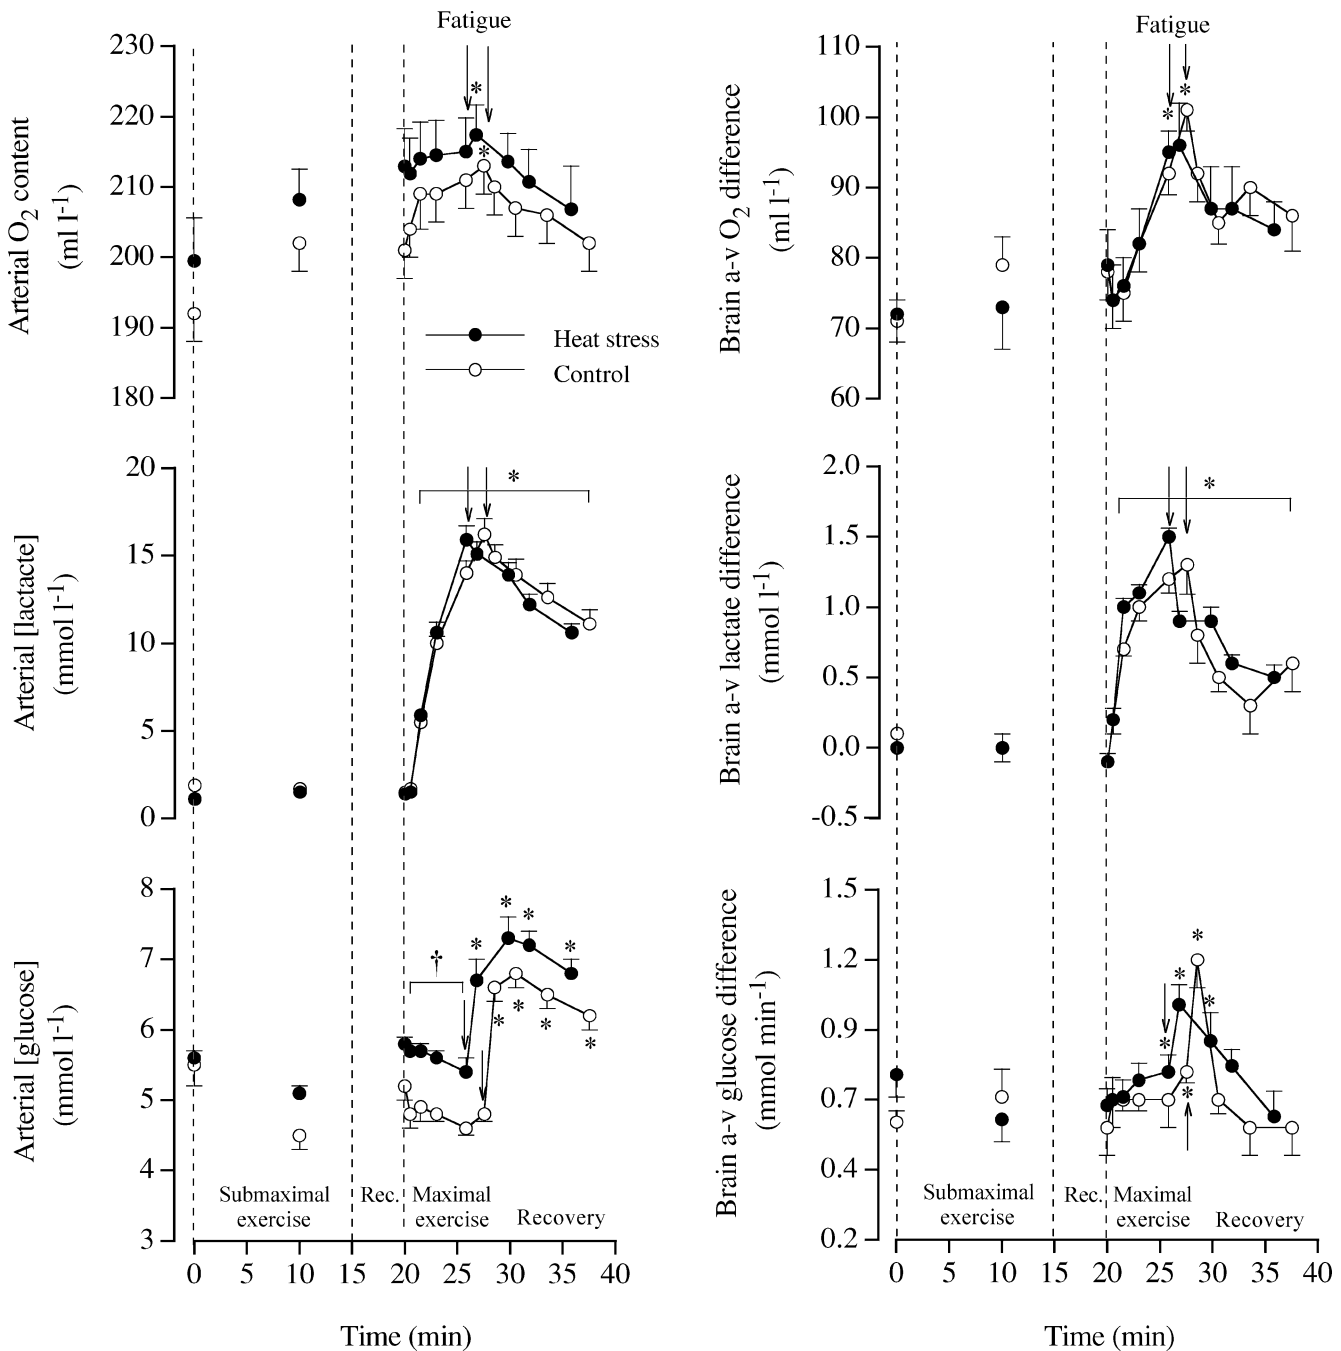 Fatigue
230
220
210
200
190
180
Arterial O2 content
(ml l-1)
*
*
Heat stress
Control
Fatigue
110
100
90
80
70
60
Brain a-v O2 difference
(ml l-1)
*
*
20
15
10
5
0
Arterial [lactacte]
(mmol l-1)
*
2.0
1.5
1.0
0.5
0.0
-0.5
Brain a-v lactate difference
(mmol l-1)
*
8
7
6
5
4
3
Arterial [glucose]
(mmol l-1)
†
*
*
*
*
*
*
*
*
Submaximal
exercise
Rec.
Maximal
exercise
Recovery
0 5 10 15 20 25 30 35 40
Time (min)
1.5
1.2
0.9
0.7
0.4
0.2
Brain a-v glucose difference
(mmol min-1)
*
*
*
*
*
Submaximal
exercise
Rec.
Maximal
exercise
Recovery
0 5 10 15 20 25 30 35 40
Time (min)